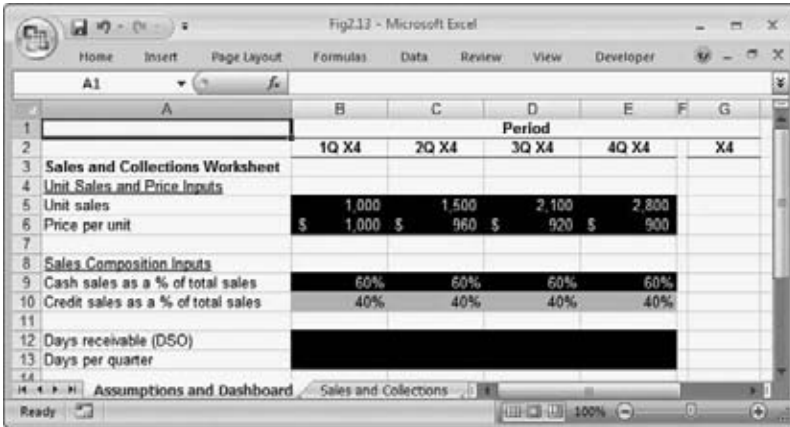 Fig2.13 - Microsoft Excel
Home Insert Page Layout Formulas Data Review View Developer
A1 fx
A B C D E F G
1 Period
2 1Q X4 2Q X4 3Q X4 4Q X4 X4
3 Sales and Collections Worksheet
4 Unit Sales and Price Inputs
5 Unit sales 1,000 1,500 2,100 2,800
6 Price per unit $ 1,000 $ 960 $ 920 $ 900
7
8 Sales Composition Inputs
9 Cash sales as a % of total sales 60% 60% 60% 60%
10 Credit sales as a % of total sales 40% 40% 40% 40%
11
12 Days receivable (DSO)
13 Days per quarter
14
Assumptions and Dashboard Sales and Collections
Ready 100%